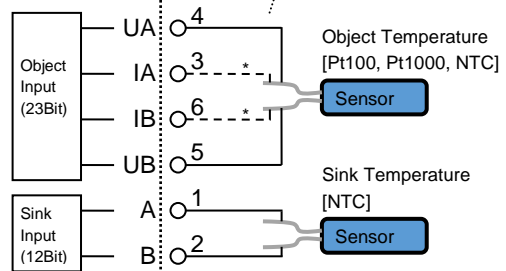 UA 4
Object Temperature
[Pt100, Pt1000, NTC]
Object
Input
(23Bit)
IA 3 *
Sensor
IB 6 *
UB 5
Sink Temperature
[NTC]
Sink
Input
(12Bit)
A 1
Sensor
B 2